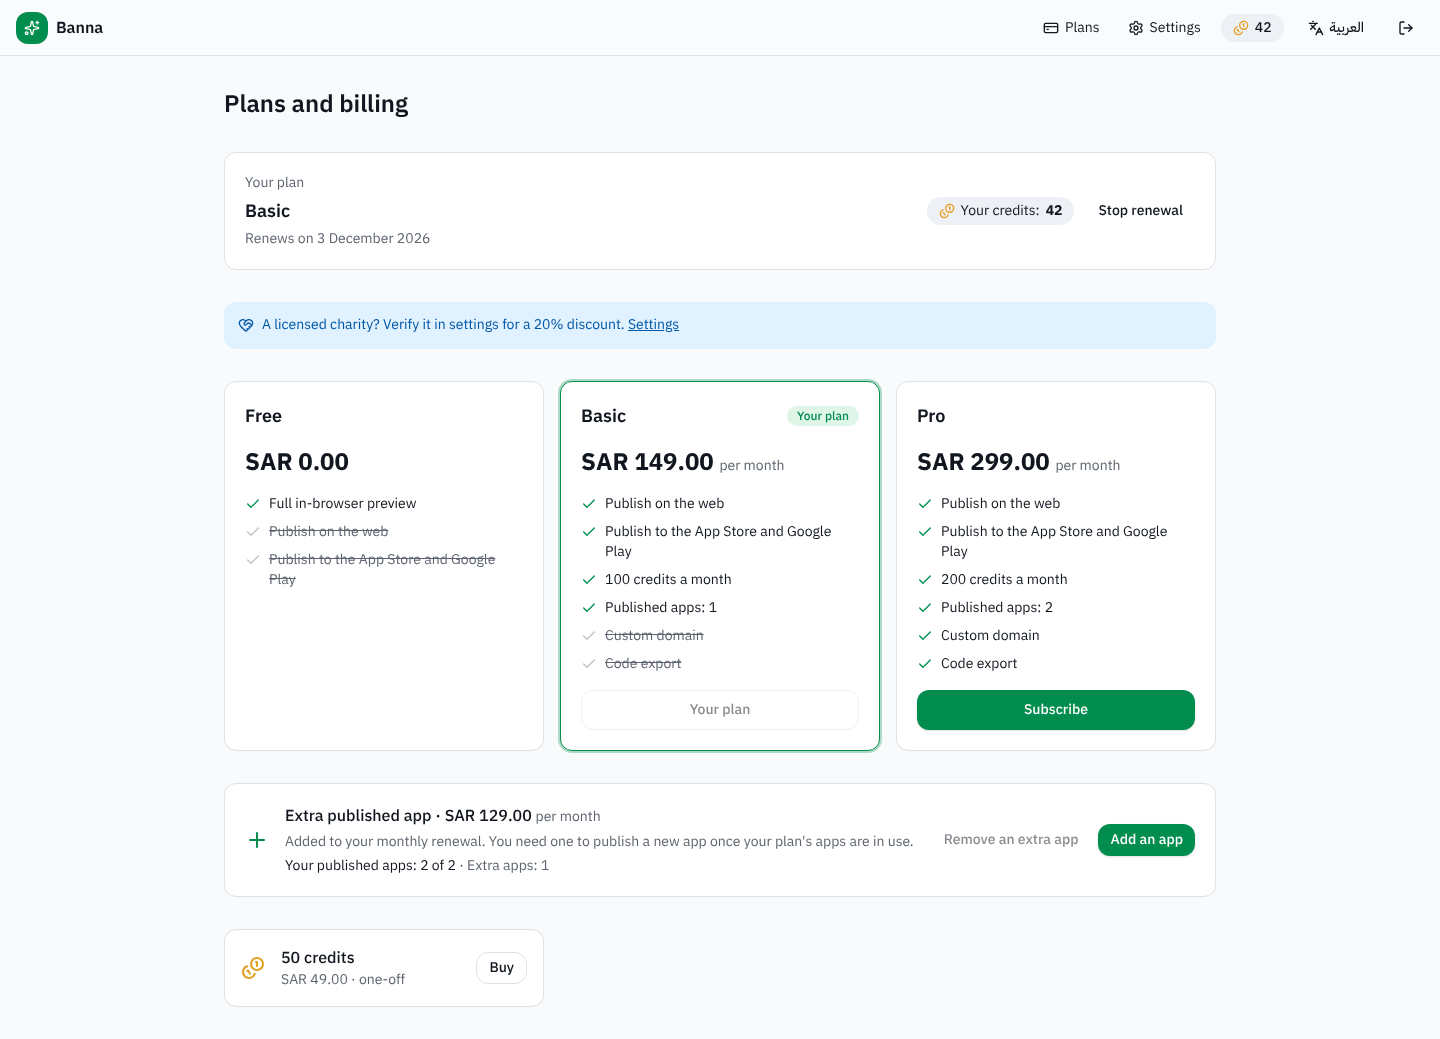 Banna
Plans
Settings
42
العربية
Plans and billing
Your plan
Basic
Renews on 3 December 2026
Your credits: 42
Stop renewal
A licensed charity? Verify it in settings for a 20% discount. Settings
Free
SAR 0.00
Full in-browser preview
Publish on the web
Publish to the App Store and Google
Play
Basic
Your plan
SAR 149.00 per month
Publish on the web
Publish to the App Store and Google
Play
100 credits a month
Published apps: 1
Custom domain
Code export
Your plan
Pro
SAR 299.00 per month
Publish on the web
Publish to the App Store and Google
Play
200 credits a month
Published apps: 2
Custom domain
Code export
Subscribe
Extra published app · SAR 129.00 per month
Added to your monthly renewal. You need one to publish a new app once your plan's apps are in use.
Your published apps: 2 of 2 · Extra apps: 1
Remove an extra app
Add an app
50 credits
SAR 49.00 · one-off
Buy